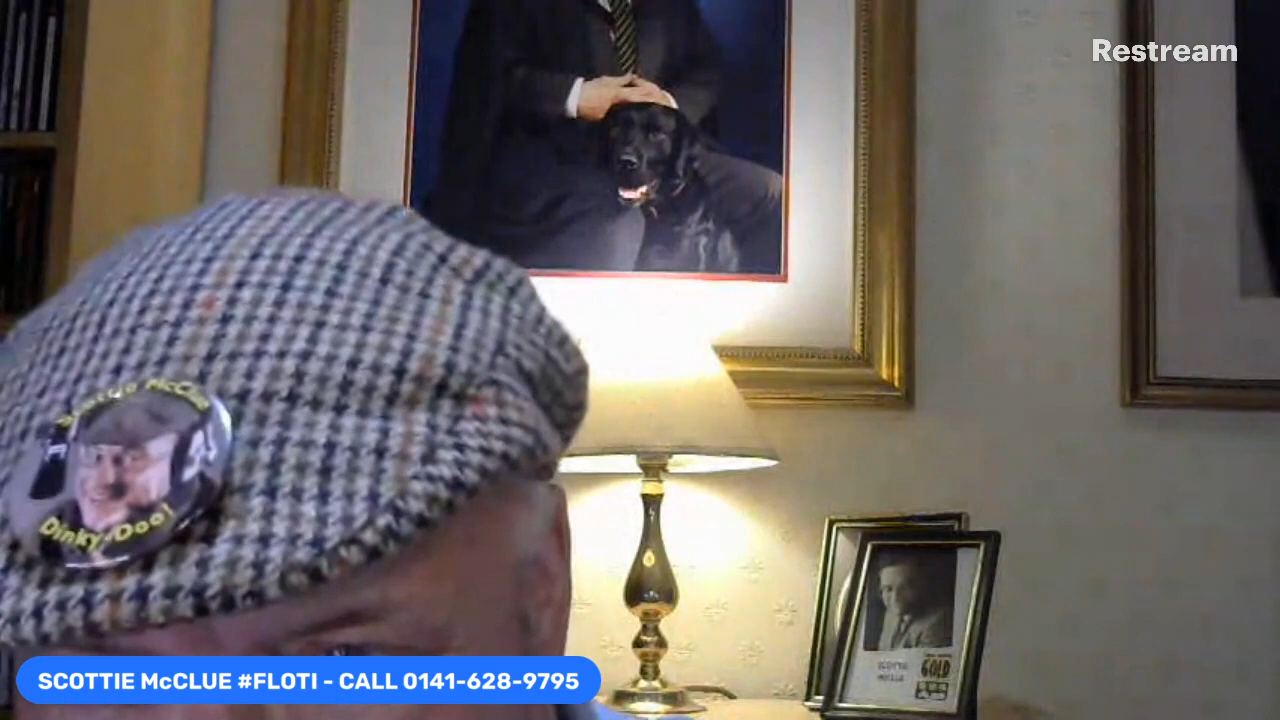 Restream
Scottie McClue
Dinky-Doo!
SCOTTIE
GOLD
SCOTTIE McCLUE #FLOTI - CALL 0141-628-9795